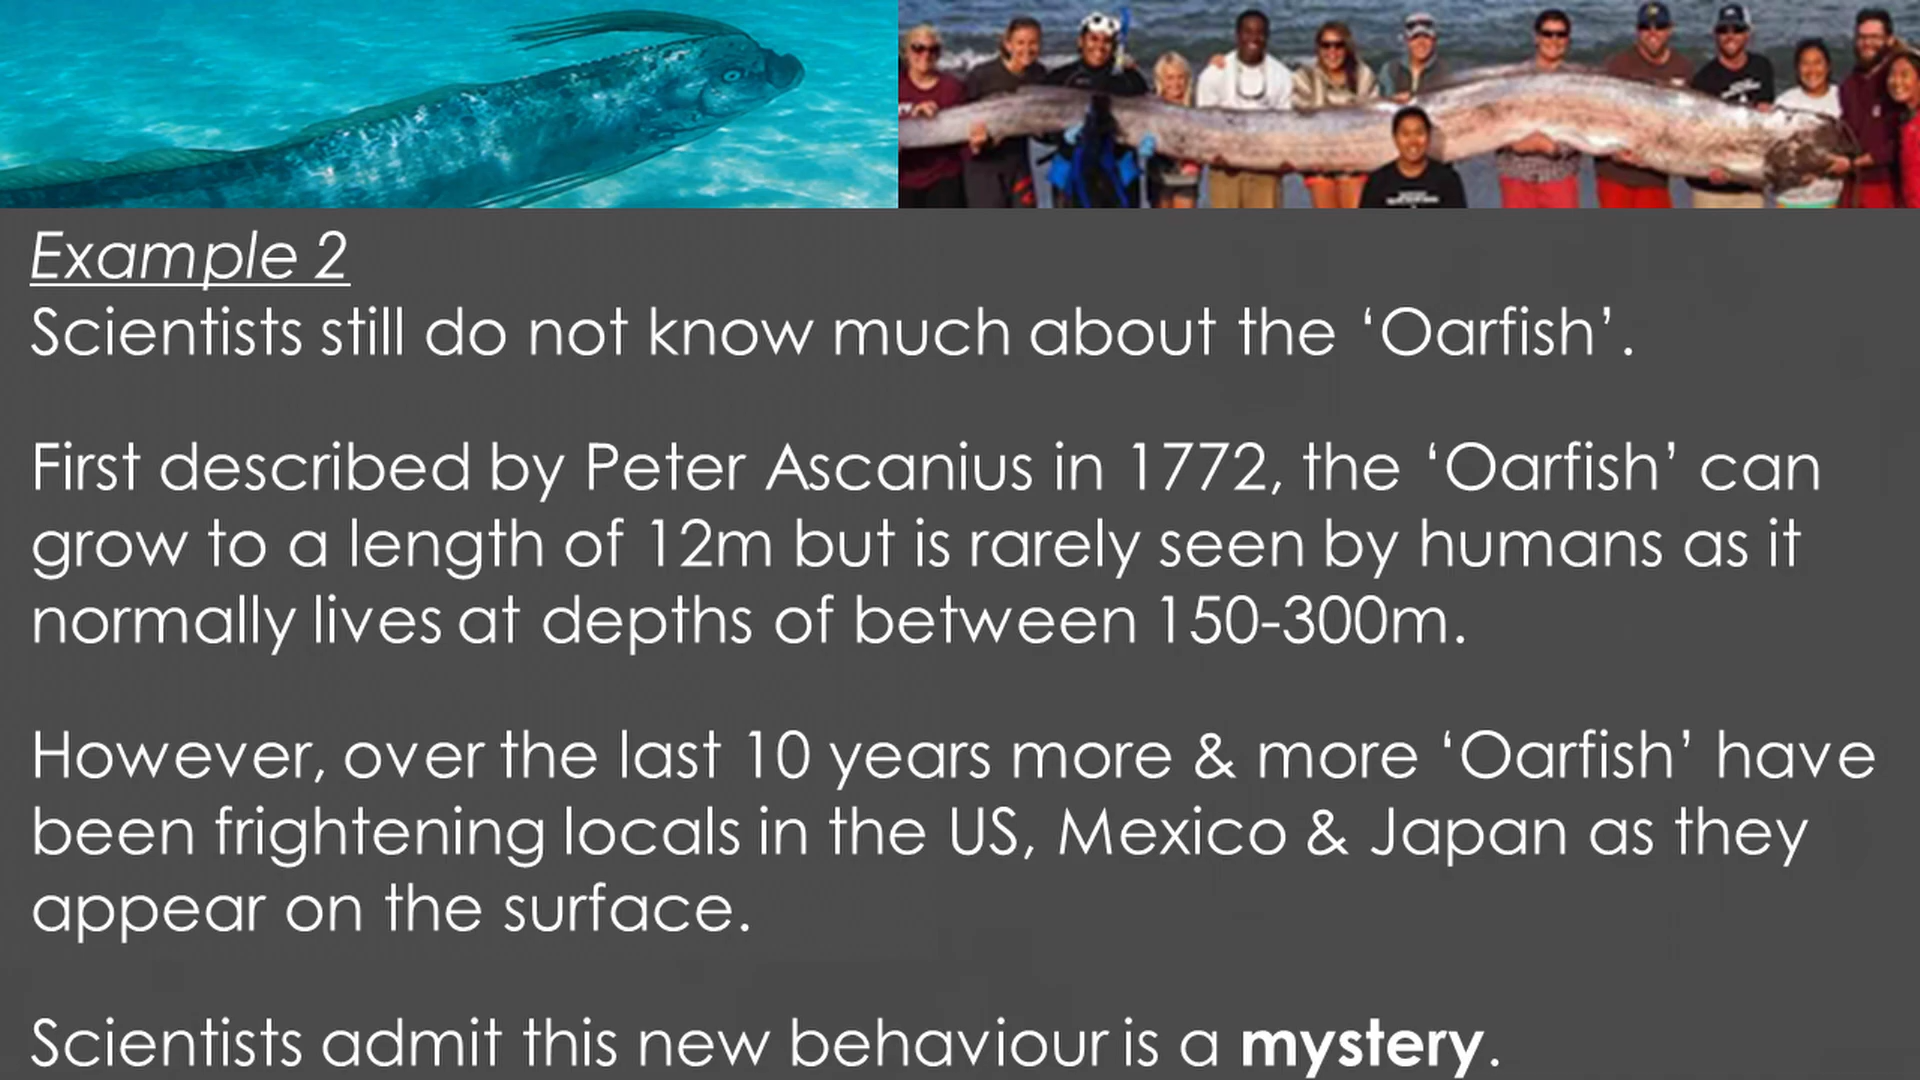 Example 2
Scientists still do not know much about the ‘Oarfish’.
First described by Peter Ascanius in 1772, the ‘Oarfish’ can
grow to a length of 12m but is rarely seen by humans as it
normally lives at depths of between 150-300m.
However, over the last 10 years more & more ‘Oarfish’ have
been frightening locals in the US, Mexico & Japan as they
appear on the surface.
Scientists admit this new behaviour is a mystery.